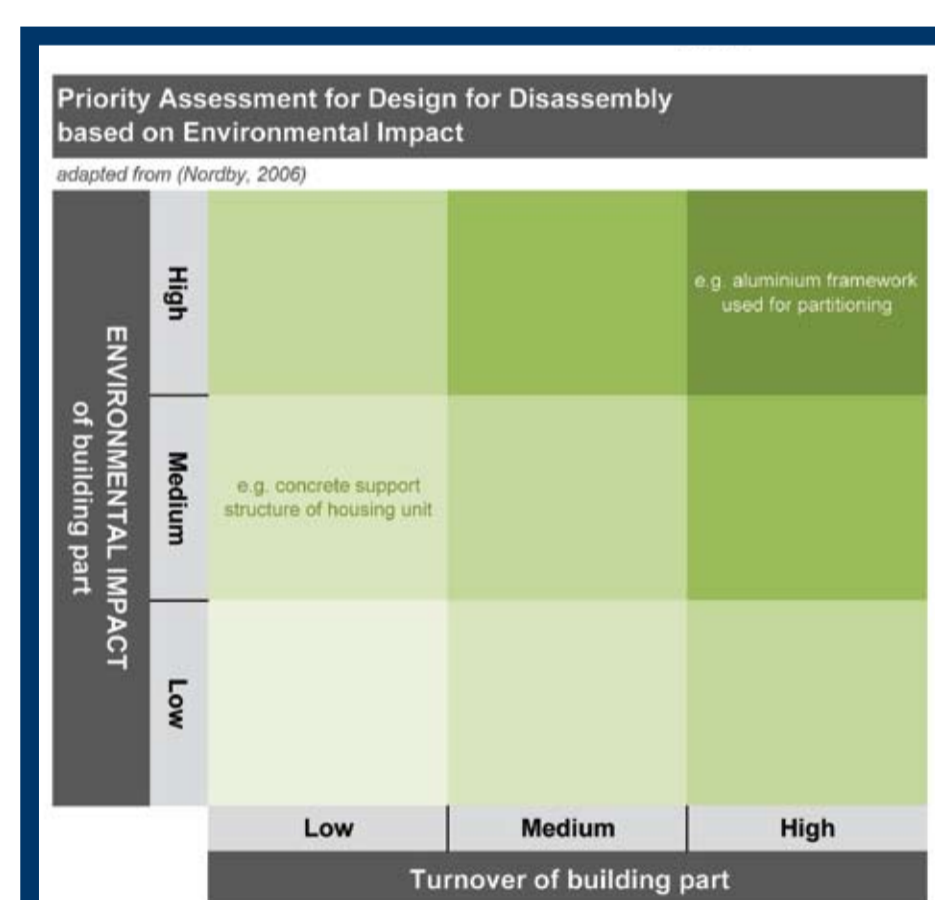 Priority Assessment for Design for Disassembly
based on Environmental Impact
adapted from (Nordby, 2006)
ENVIRONMENTAL IMPACT
of building part
High
e.g. aluminium framework
used for partitioning
Medium
e.g. concrete support
structure of housing unit
Low
Low
Medium
High
Turnover of building part